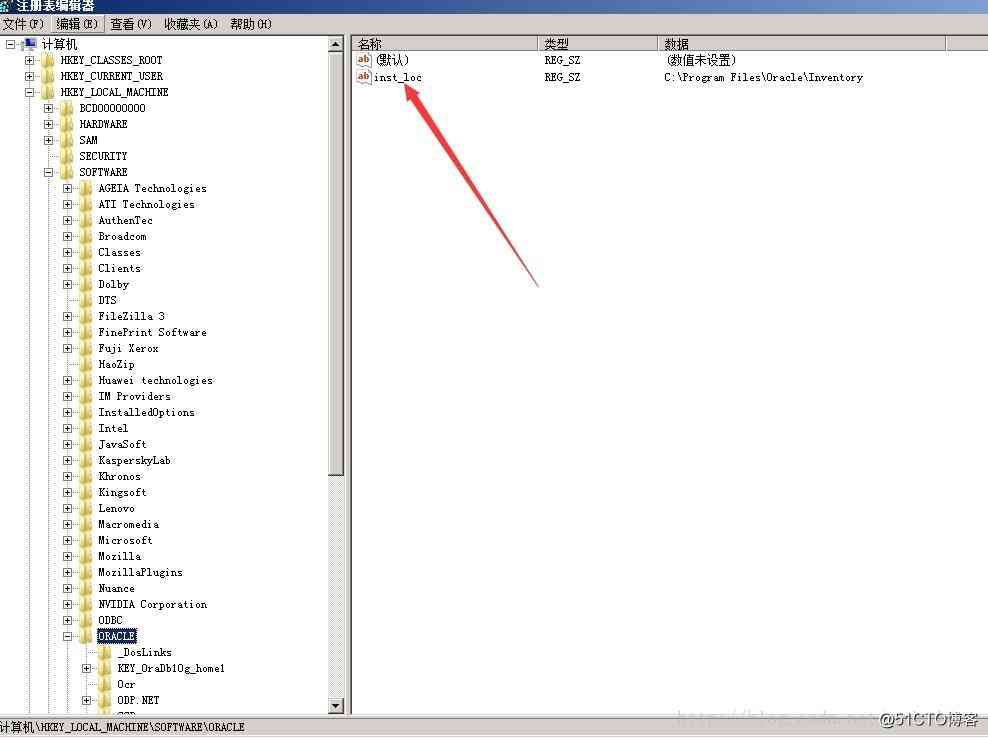 注册表编辑器
文件(F) 编辑(E) 查看(V) 收藏夹(A) 帮助(H)
计算机
HKEY_CLASSES_ROOT
HKEY_CURRENT_USER
HKEY_LOCAL_MACHINE
BCD00000000
HARDWARE
SAM
SECURITY
SOFTWARE
AGEIA Technologies
ATI Technologies
AuthenTec
Broadcom
Classes
Clients
Dolby
DTS
FileZilla 3
FinePrint Software
Fuji Xerox
HaoZip
Huawei technologies
IM Providers
InstalledOptions
Intel
JavaSoft
KasperskyLab
Khronos
Kingsoft
Lenovo
Macromedia
Microsoft
Mozilla
MozillaPlugins
Nuance
NVIDIA Corporation
ODBC
ORACLE
_DosLinks
KEY_OraDb10g_home1
Ocr
ODP.NET
名称 类型 数据
ab (默认) REG_SZ (数值未设置)
ab inst_loc REG_SZ C:\Program Files\Oracle\Inventory
计算机\HKEY_LOCAL_MACHINE\SOFTWARE\ORACLE
@51CTO博客